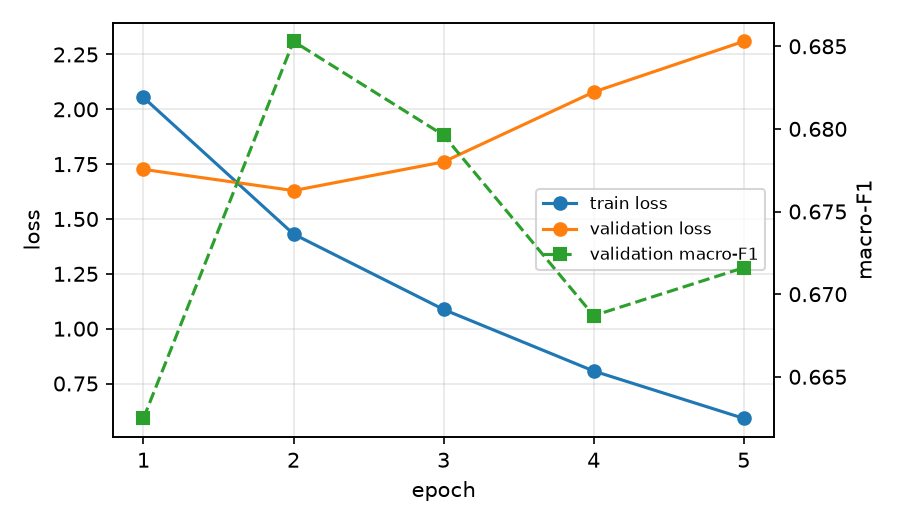 2.25
2.00
1.75
1.50
1.25
1.00
0.75
loss
0.685
0.680
0.675
0.670
0.665
macro-F1
train loss
validation loss
validation macro-F1
1 2 3 4 5
epoch